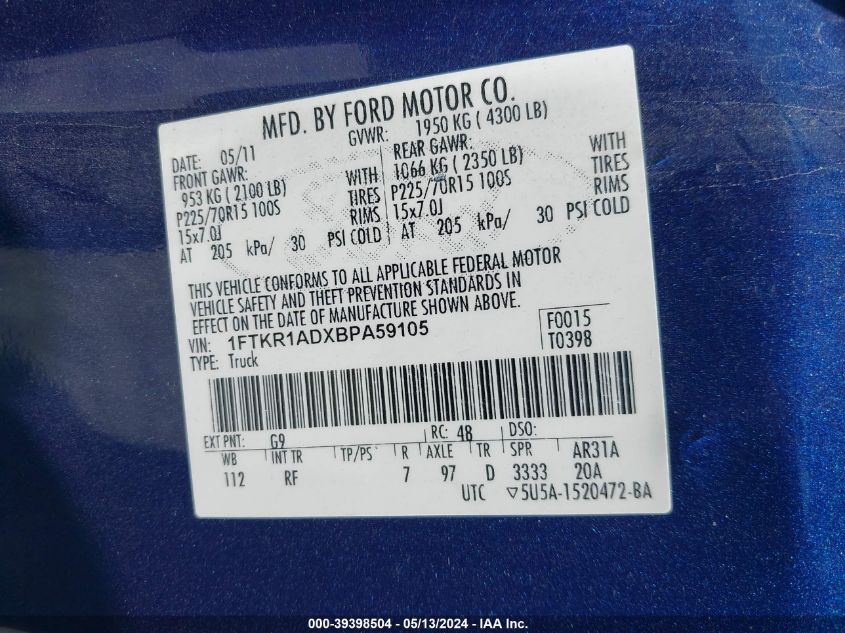 MFD. BY FORD MOTOR CO.
DATE: 05/11 GVWR: 1950 KG ( 4300 LB)
FRONT GAWR: REAR GAWR:
953 KG ( 2100 LB) WITH 1066 KG ( 2350 LB) WITH
P225/70R15 100S TIRES P225/70R15 100S TIRES
15x7.0J RIMS 15x7.0J RIMS
AT 205 kPa/ 30 PSI COLD AT 205 kPa/ 30 PSI COLD
THIS VEHICLE CONFORMS TO ALL APPLICABLE FEDERAL MOTOR
VEHICLE SAFETY AND THEFT PREVENTION STANDARDS IN
EFFECT ON THE DATE OF MANUFACTURE SHOWN ABOVE.
VIN: 1FTKR1ADXBPA59105 F0015
TYPE: Truck T0398
EXT PNT: G9 RC: 48 DSO:
WB INT TR TP/PS R AXLE TR SPR AR31A
112 RF 7 97 D 3333 20A
UTC ▽5U5A-1520472-BA
000-39398504 - 05/13/2024 - IAA Inc.